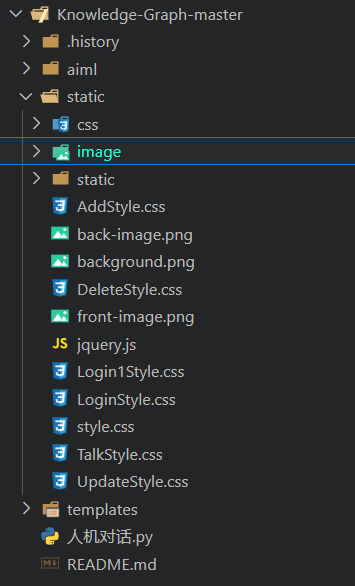 Knowledge-Graph-master
.history
aiml
static
css
image
static
AddStyle.css
back-image.png
background.png
DeleteStyle.css
front-image.png
JS jquery.js
Login1Style.css
LoginStyle.css
style.css
TalkStyle.css
UpdateStyle.css
templates
人机对话.py
README.md